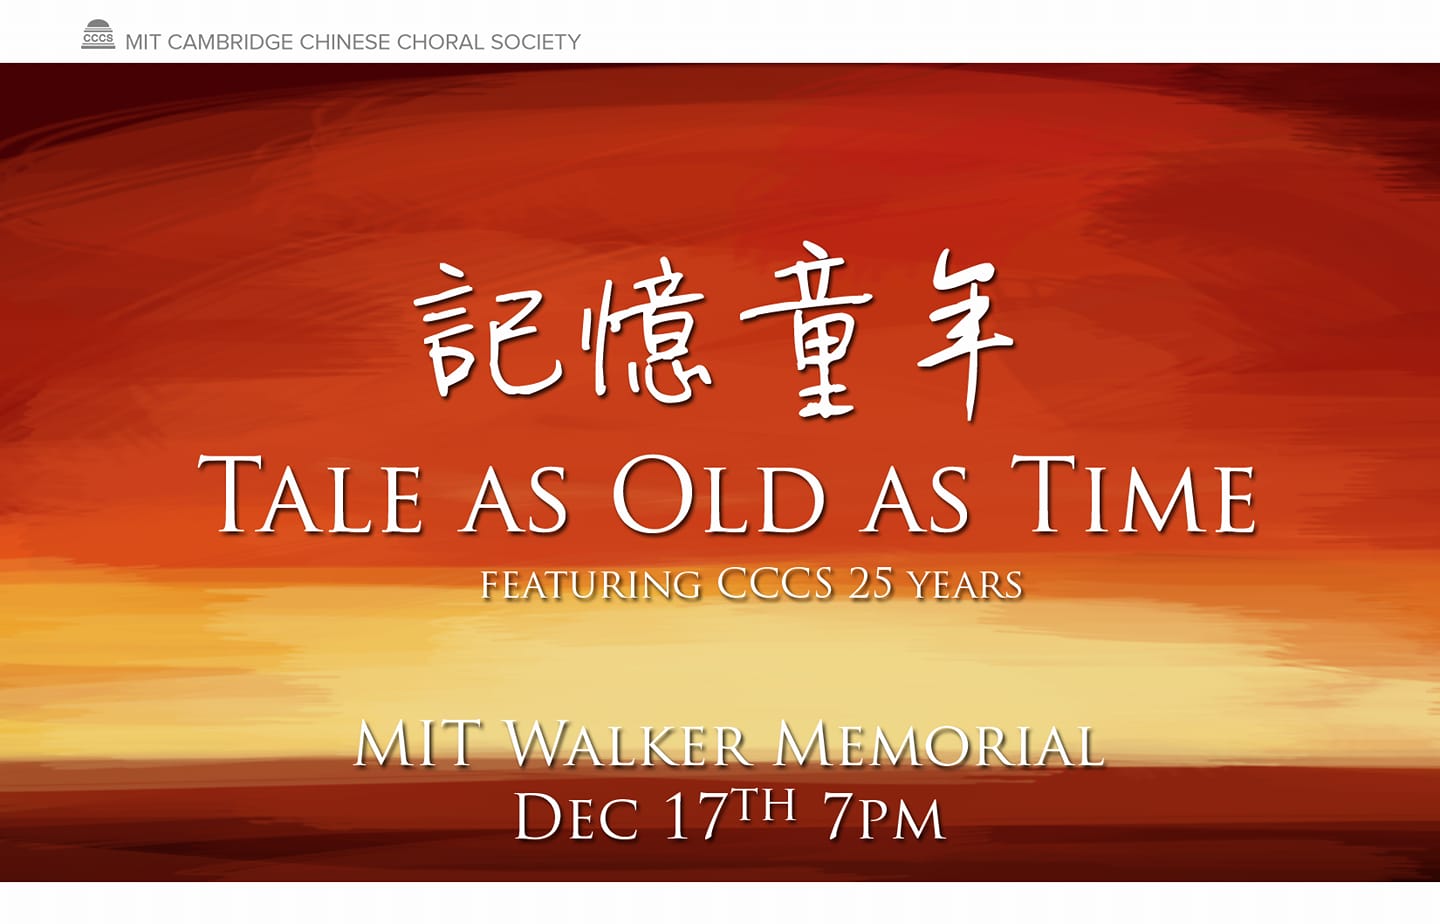 CCCS MIT CAMBRIDGE CHINESE CHORAL SOCIETY
記憶童年
TALE AS OLD AS TIME
FEATURING CCCS 25 YEARS
MIT WALKER MEMORIAL
DEC 17TH 7PM